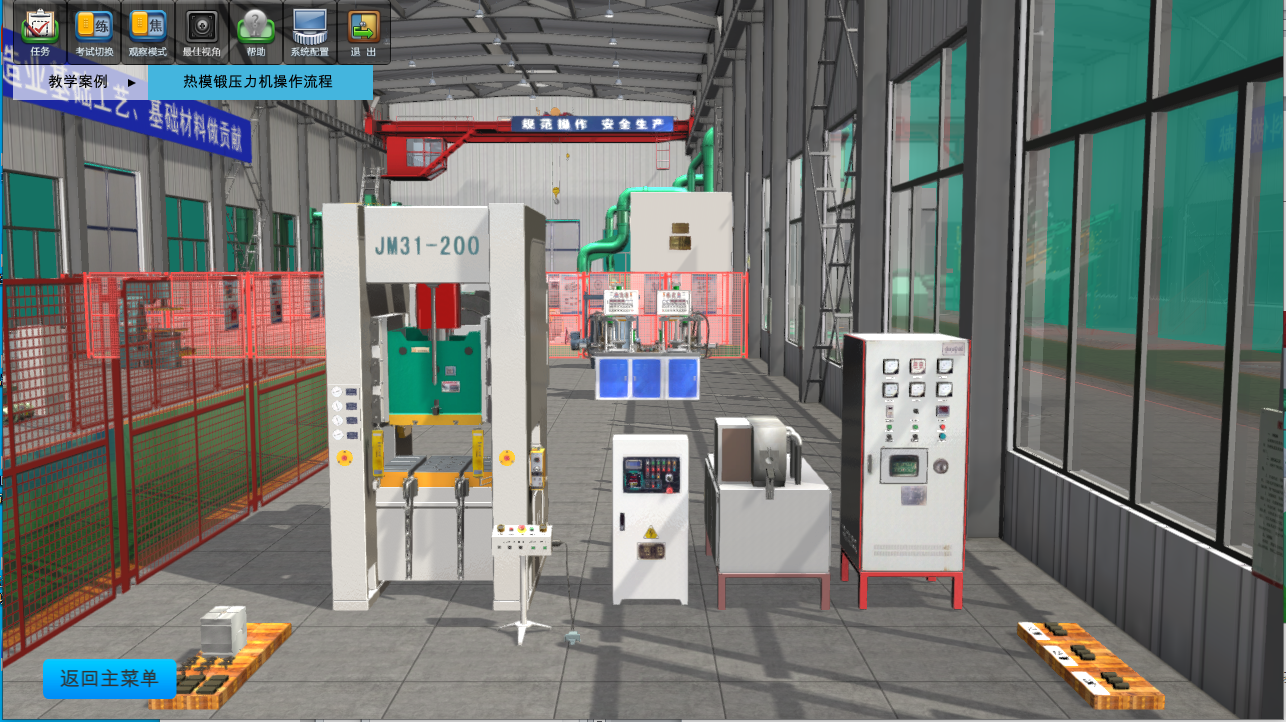 任务
考试切换
观察模式
最佳视角
帮助
系统配置
退 出
练
焦
教学案例
热模锻压力机操作流程
造业基础工艺、基础材料做贡献
规范操作 安全生产
JM31-200
返回主菜单